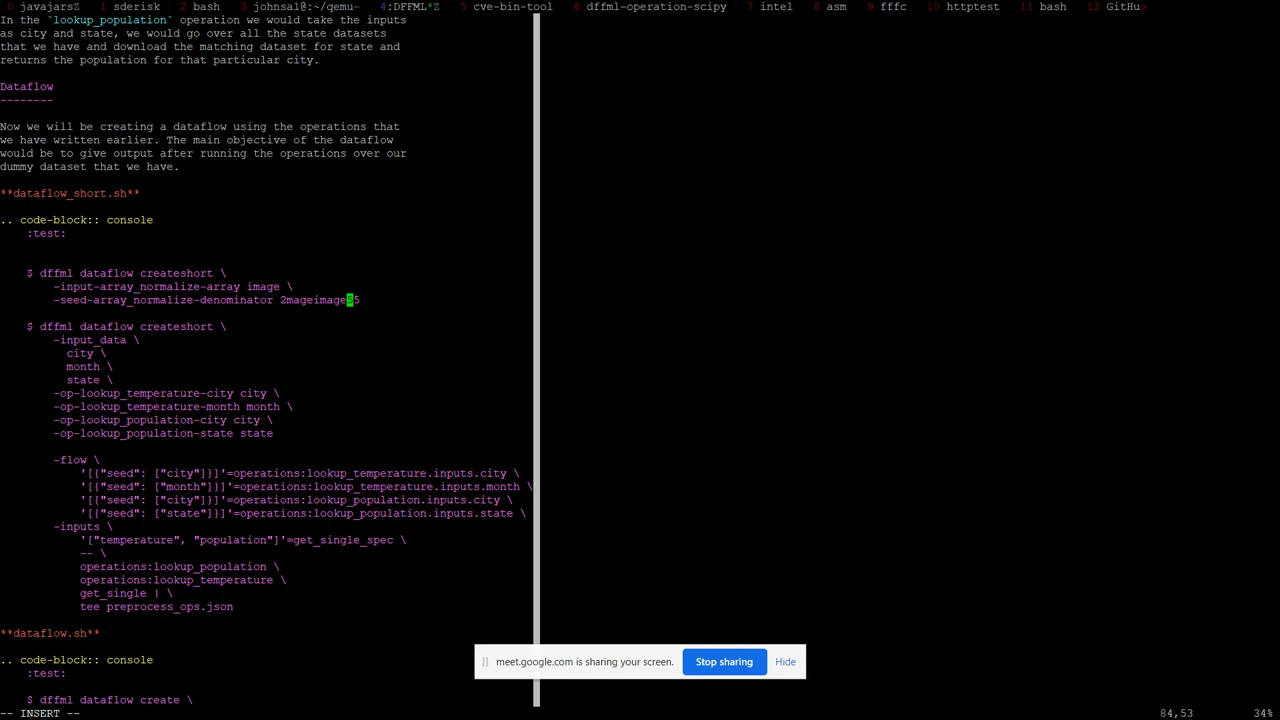 0 javajarsZ  1 sderisk  2 bash  3 johnsal@:~/qemu-  4:DFFML*Z  5 cve-bin-tool  6 dffml-operation-scipy  7 intel  8 asm  9 fffc  10 httptest  11 bash  12 GitHu>
In the `lookup_population` operation we would take the inputs
as city and state, we would go over all the state datasets
that we have and download the matching dataset for state and
returns the population for that particular city.
Dataflow
--------
Now we will be creating a dataflow using the operations that
we have written earlier. The main objective of the dataflow
would be to give output after running the operations over our
dummy dataset that we have.
**dataflow_short.sh**
.. code-block:: console
    :test:
    $ dffml dataflow createshort \
        -input-array_normalize-array image \
        -seed-array_normalize-denominator 2mageimage55
    $ dffml dataflow createshort \
        -input_data \
          city \
          month \
          state \
        -op-lookup_temperature-city city \
        -op-lookup_temperature-month month \
        -op-lookup_population-city city \
        -op-lookup_population-state state
        -flow \
            '[{"seed": ["city"]}]'=operations:lookup_temperature.inputs.city \
            '[{"seed": ["month"]}]'=operations:lookup_temperature.inputs.month \
            '[{"seed": ["city"]}]'=operations:lookup_population.inputs.city \
            '[{"seed": ["state"]}]'=operations:lookup_population.inputs.state \
        -inputs \
            '["temperature", "population"]'=get_single_spec \
            -- \
            operations:lookup_population \
            operations:lookup_temperature \
            get_single | \
            tee preprocess_ops.json
**dataflow.sh**
.. code-block:: console
    :test:
    $ dffml dataflow create \
-- INSERT --
84,53
34%
meet.google.com is sharing your screen.
Stop sharing
Hide